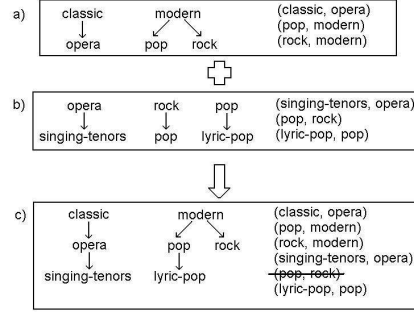 a) classic modern (classic, opera)
(pop, modern)
opera pop rock (rock, modern)
b) opera rock pop (singing-tenors, opera)
(pop, rock)
singing-tenors pop lyric-pop (lyric-pop, pop)
c) classic modern (classic, opera)
(pop, modern)
opera pop rock (rock, modern)
(singing-tenors, opera)
singing-tenors lyric-pop (pop, rock)
(lyric-pop, pop)